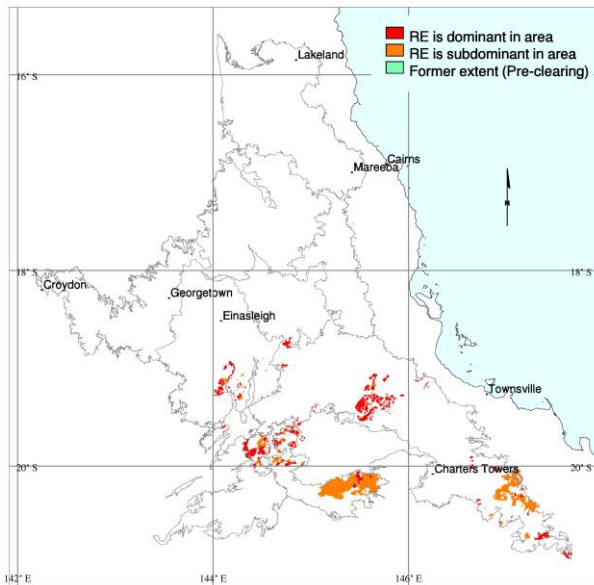 RE is dominant in area
RE is subdominant in area
Former extent (Pre-clearing)
Lakeland
16° S
Cairns
Mareeba
N
18° S
18° S
Croydon
Georgetown
Einasleigh
Townsville
20° S
Charters Towers
20° S
142° E
144° E
146° E